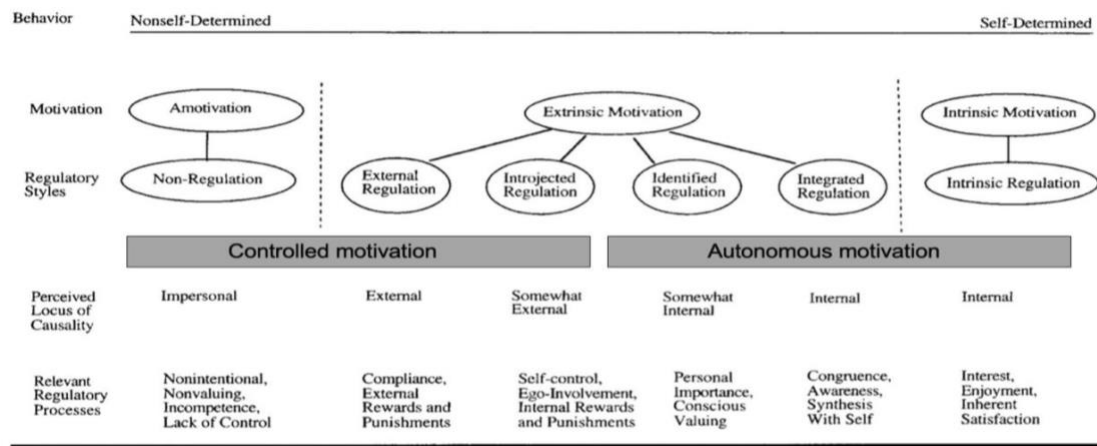 Behavior Nonself-Determined Self-Determined
Motivation Amotivation Extrinsic Motivation Intrinsic Motivation
Regulatory
Styles
Non-Regulation
External
Regulation
Introjected
Regulation
Identified
Regulation
Integrated
Regulation
Intrinsic Regulation
Controlled motivation Autonomous motivation
Perceived
Locus of
Causality
Impersonal
External
Somewhat
External
Somewhat
Internal
Internal
Internal
Relevant
Regulatory
Processes
Nonintentional,
Nonvaluing,
Incompetence,
Lack of Control
Compliance,
External
Rewards and
Punishments
Self-control,
Ego-Involvement,
Internal Rewards
and Punishments
Personal
Importance,
Conscious
Valuing
Congruence,
Awareness,
Synthesis
With Self
Interest,
Enjoyment,
Inherent
Satisfaction